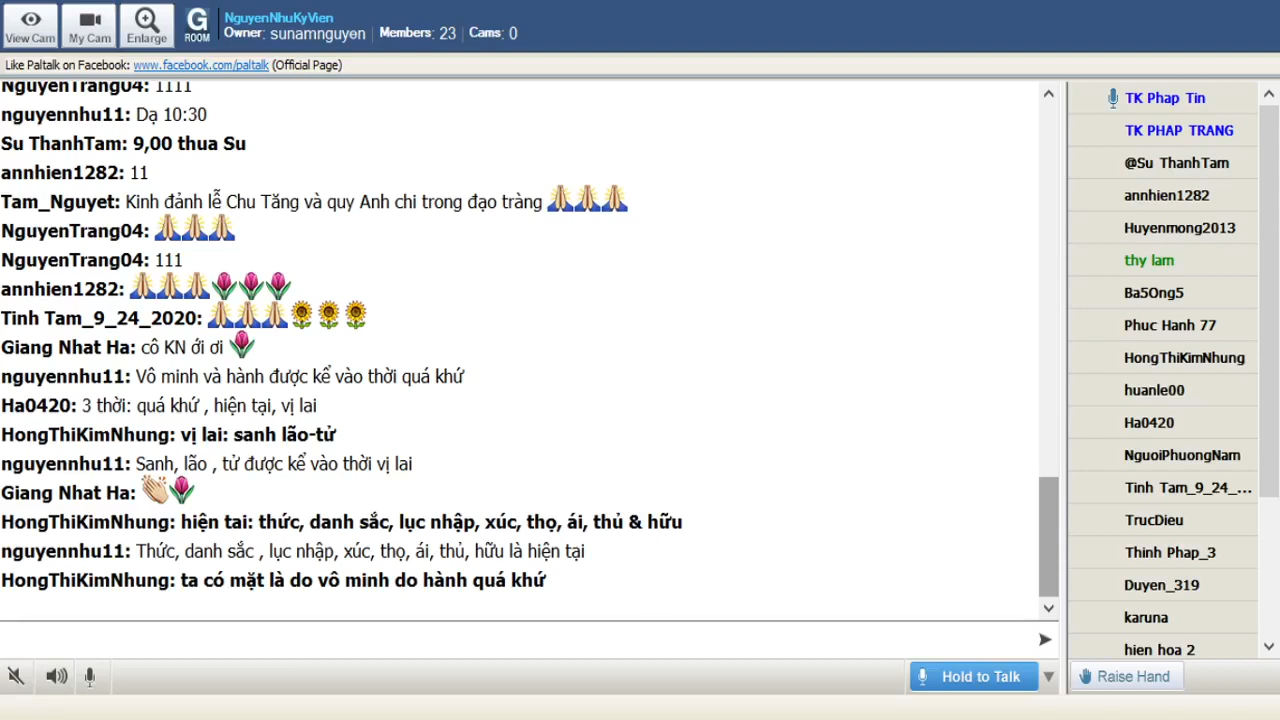 View Cam
My Cam
Enlarge
G
ROOM
NguyenNhuKyVien
Owner: sunamnguyen | Members: 23 | Cams: 0
Like Paltalk on Facebook: www.facebook.com/paltalk (Official Page)
NguyenTrang04: 1111
nguyennhu11: Dạ 10:30
Su ThanhTam: 9,00 thua Su
annhien1282: 11
Tam_Nguyet: Kinh đảnh lễ Chu Tăng và quy Anh chi trong đạo tràng
NguyenTrang04:
NguyenTrang04: 111
annhien1282:
Tinh Tam_9_24_2020:
Giang Nhat Ha: cô KN ới ơi
nguyennhu11: Vô minh và hành được kể vào thời quá khứ
Ha0420: 3 thời: quá khứ , hiện tại, vị lai
HongThiKimNhung: vị lai: sanh lão-tử
nguyennhu11: Sanh, lão , tử được kể vào thời vị lai
Giang Nhat Ha:
HongThiKimNhung: hiện tai: thức, danh sắc, lục nhập, xúc, thọ, ái, thủ & hữu
nguyennhu11: Thức, danh sắc , lục nhập, xúc, thọ, ái, thủ, hữu là hiện tại
HongThiKimNhung: ta có mặt là do vô minh do hành quá khứ
Hold to Talk
TK Phap Tin
TK PHAP TRANG
@Su ThanhTam
annhien1282
Huyenmong2013
thy lam
Ba5Ong5
Phuc Hanh 77
HongThiKimNhung
huanle00
Ha0420
NguoiPhuongNam
Tinh Tam_9_24_...
TrucDieu
Thinh Phap_3
Duyen_319
karuna
hien hoa 2
Raise Hand